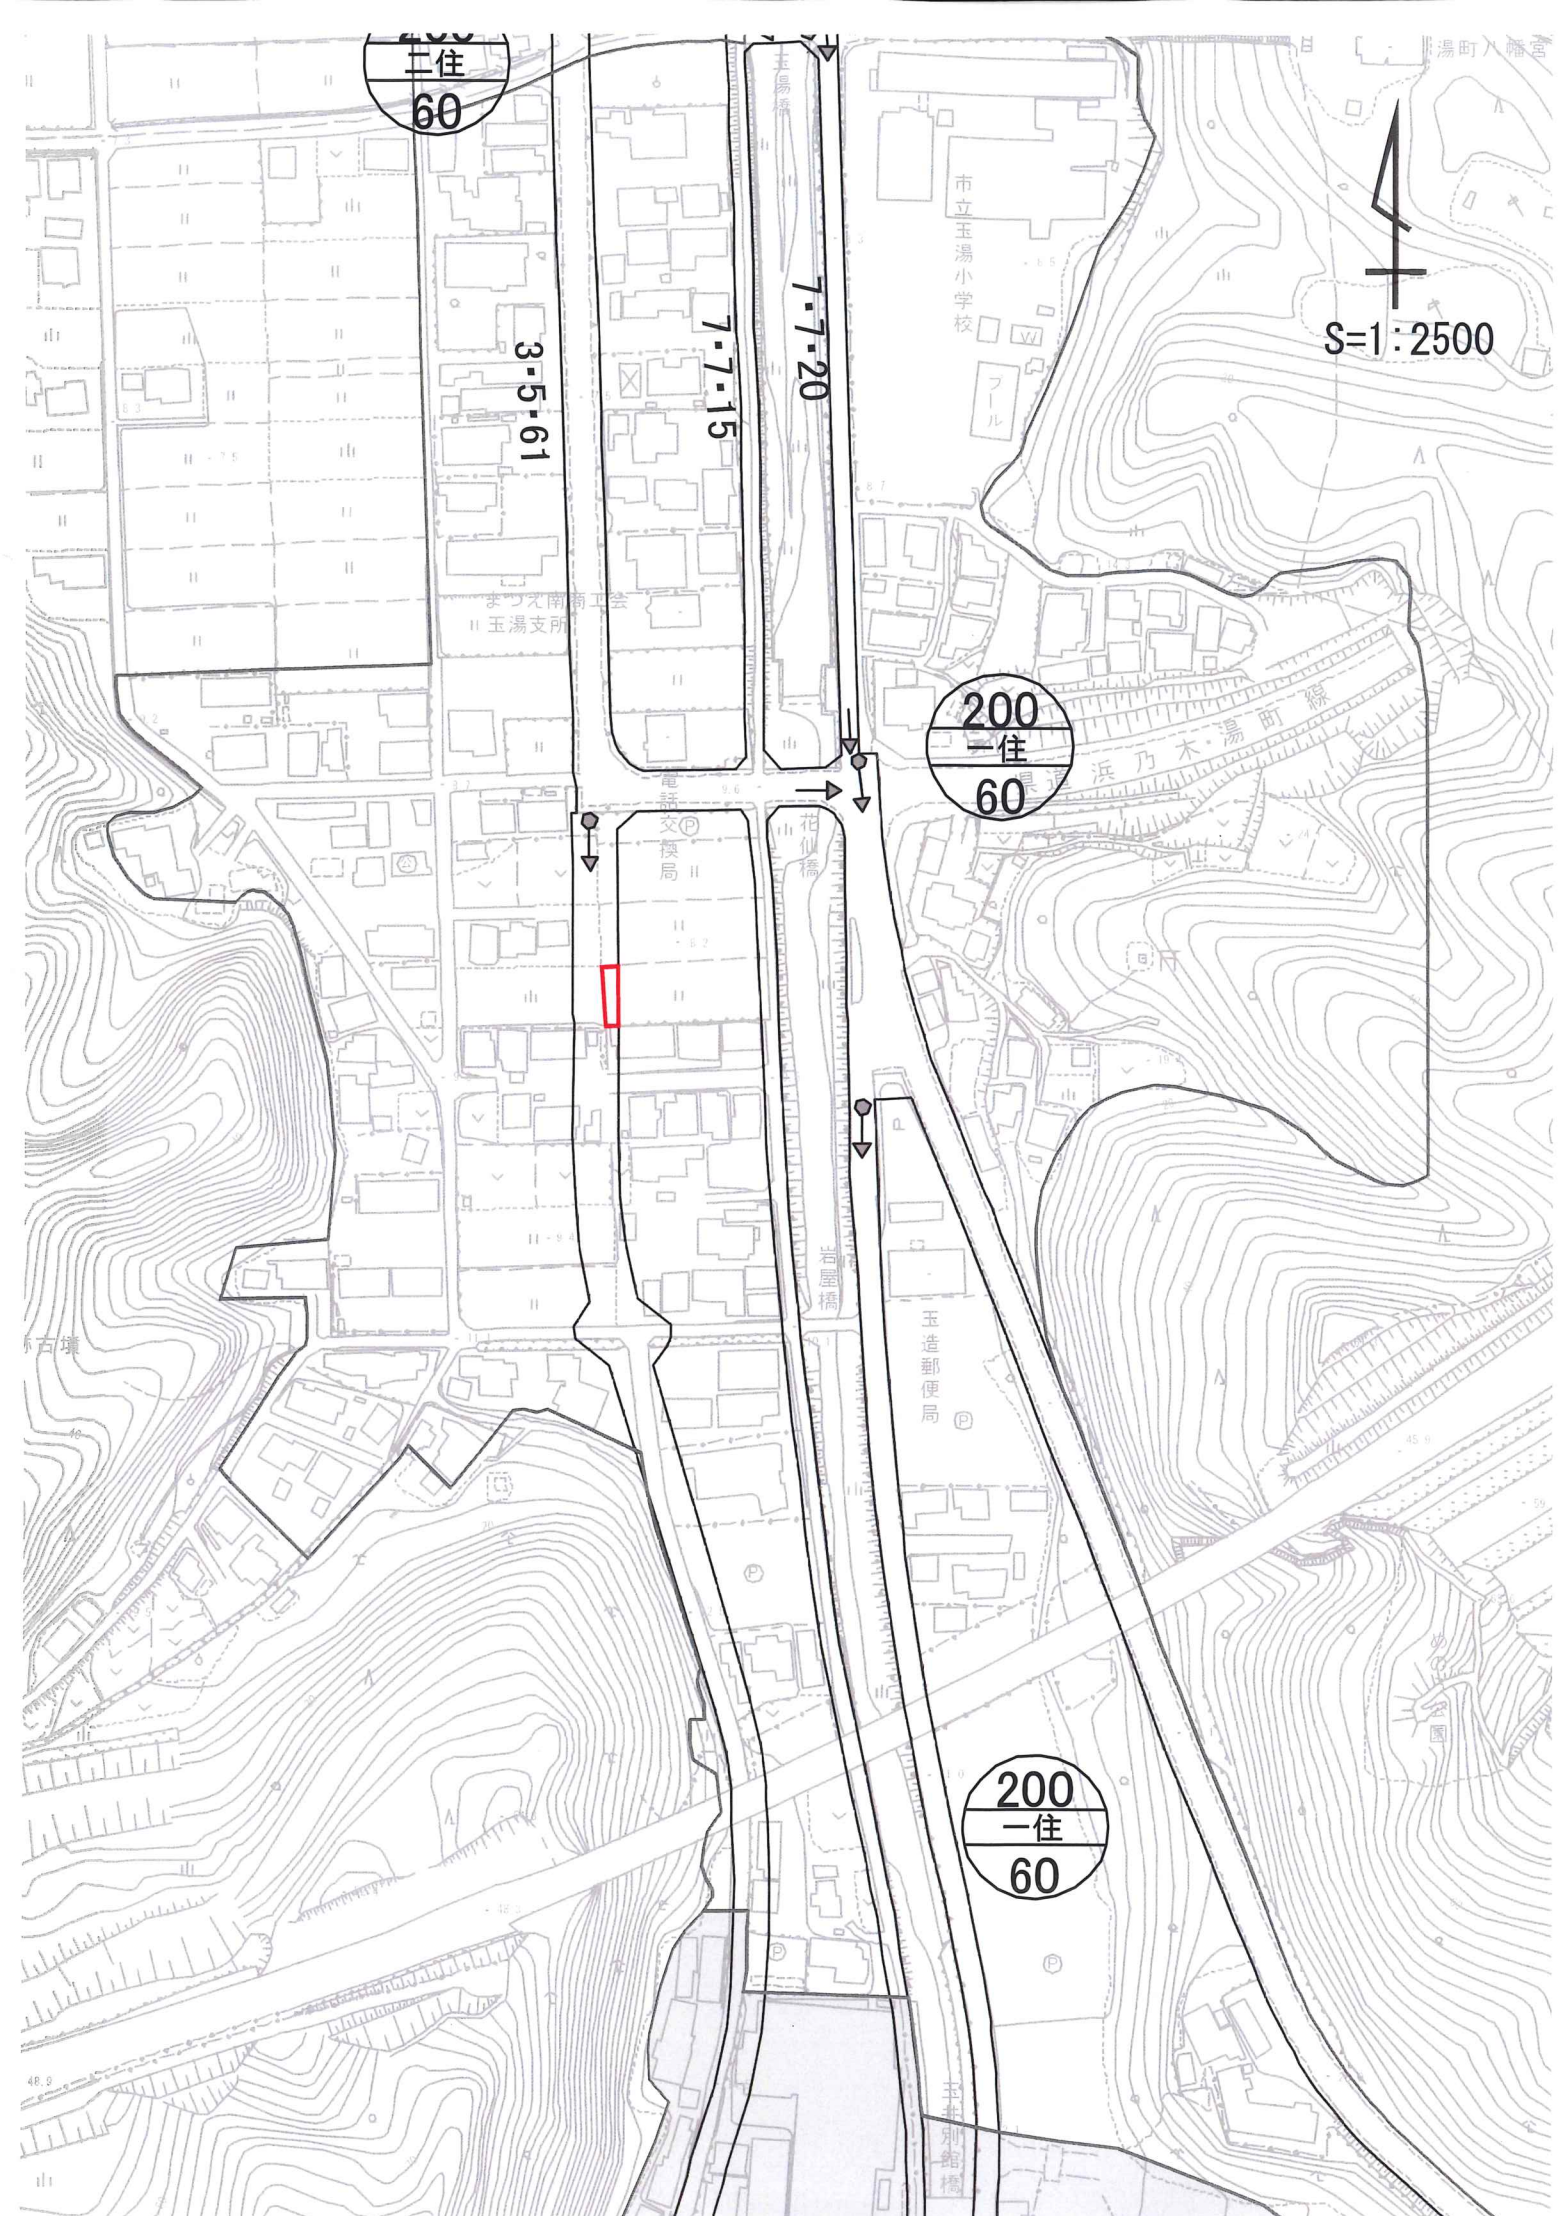 200
二住
60
玉湯橋
湯町八幡宮
市立玉湯小学校
プール
S=1:2500
3・5・61
7・7・15
7・7・20
まつえ南商工会
玉湯支所
200
一住
60
県道浜乃木・湯町線
電話交換局
花仙橋
岩屋橋
玉造郵便局
古墳
200
一住
60
48.9
玉井別館橋